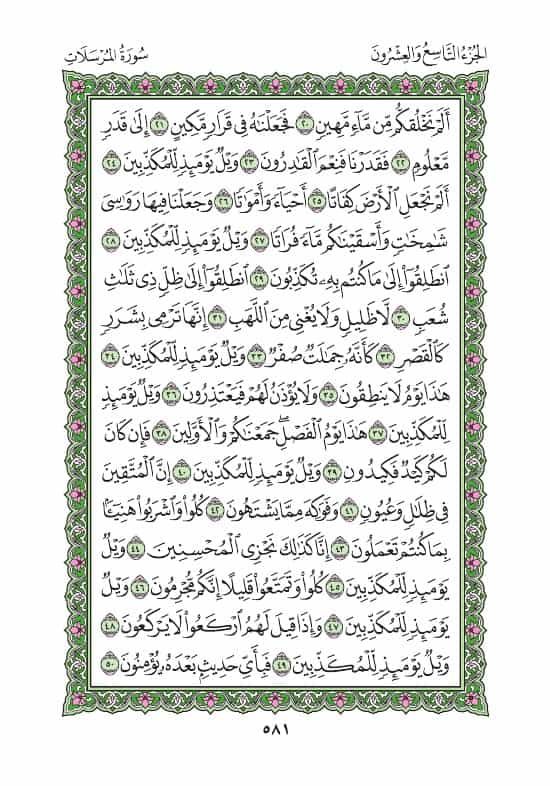 الجُزْءُ التَّاسِعُ وَالعِشْرُونَ
سُورَةُ المُرْسَلَاتِ
أَلَمْ نَخْلُقكُّم مِّن مَّآءٍ مَّهِينٍ ٢٠ فَجَعَلْنَٰهُ فِى قَرَارٍ مَّكِينٍ ٢١ إِلَىٰ قَدَرٍ
مَّعْلُومٍ ٢٢ فَقَدَرْنَا فَنِعْمَ ٱلْقَٰدِرُونَ ٢٣ وَيْلٌ يَوْمَئِذٍ لِّلْمُكَذِّبِينَ ٢٤
أَلَمْ نَجْعَلِ ٱلْأَرْضَ كِفَاتًا ٢٥ أَحْيَآءً وَأَمْوَٰتًا ٢٦ وَجَعَلْنَا فِيهَا رَوَٰسِىَ
شَٰمِخَٰتٍ وَأَسْقَيْنَٰكُم مَّآءً فُرَاتًا ٢٧ وَيْلٌ يَوْمَئِذٍ لِّلْمُكَذِّبِينَ ٢٨
ٱنطَلِقُوٓا۟ إِلَىٰ مَا كُنتُم بِهِۦ تُكَذِّبُونَ ٢٩ ٱنطَلِقُوٓا۟ إِلَىٰ ظِلٍّ ذِى ثَلَٰثِ
شُعَبٍ ٣٠ لَّا ظَلِيلٍ وَلَا يُغْنِى مِنَ ٱللَّهَبِ ٣١ إِنَّهَا تَرْمِى بِشَرَرٍ
كَٱلْقَصْرِ ٣٢ كَأَنَّهُۥ جِمَٰلَتٌ صُفْرٌ ٣٣ وَيْلٌ يَوْمَئِذٍ لِّلْمُكَذِّبِينَ ٣٤
هَٰذَا يَوْمُ لَا يَنطِقُونَ ٣٥ وَلَا يُؤْذَنُ لَهُمْ فَيَعْتَذِرُونَ ٣٦ وَيْلٌ يَوْمَئِذٍ
لِّلْمُكَذِّبِينَ ٣٧ هَٰذَا يَوْمُ ٱلْفَصْلِ ۖ جَمَعْنَٰكُمْ وَٱلْأَوَّلِينَ ٣٨ فَإِن كَانَ
لَكُمْ كَيْدٌ فَكِيدُونِ ٣٩ وَيْلٌ يَوْمَئِذٍ لِّلْمُكَذِّبِينَ ٤٠ إِنَّ ٱلْمُتَّقِينَ
فِى ظِلَٰلٍ وَعُيُونٍ ٤١ وَفَوَٰكِهَ مِمَّا يَشْتَهُونَ ٤٢ كُلُوا۟ وَٱشْرَبُوا۟ هَنِيٓـًٔۢا
بِمَا كُنتُمْ تَعْمَلُونَ ٤٣ إِنَّا كَذَٰلِكَ نَجْزِى ٱلْمُحْسِنِينَ ٤٤ وَيْلٌ
يَوْمَئِذٍ لِّلْمُكَذِّبِينَ ٤٥ كُلُوا۟ وَتَمَتَّعُوا۟ قَلِيلًا إِنَّكُم مُّجْرِمُونَ ٤٦ وَيْلٌ
يَوْمَئِذٍ لِّلْمُكَذِّبِينَ ٤٧ وَإِذَا قِيلَ لَهُمُ ٱرْكَعُوا۟ لَا يَرْكَعُونَ ٤٨
وَيْلٌ يَوْمَئِذٍ لِّلْمُكَذِّبِينَ ٤٩ فَبِأَىِّ حَدِيثٍۭ بَعْدَهُۥ يُؤْمِنُونَ ٥٠
٥٨١